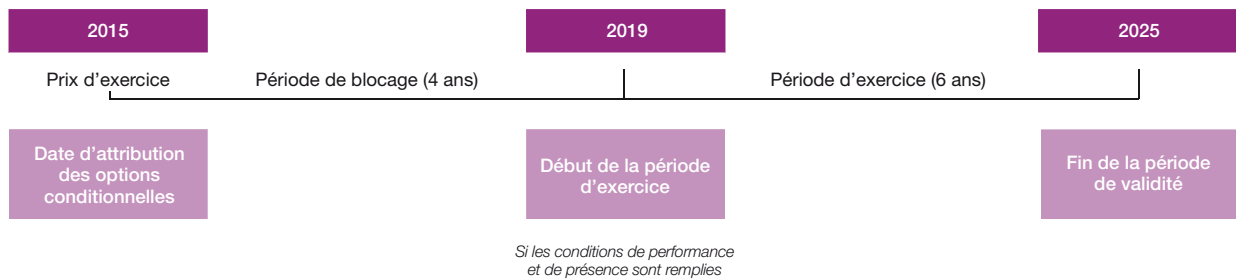 2015
2019
2025
Prix d'exercice
Période de blocage (4 ans)
Période d'exercice (6 ans)
Date d'attribution
des options
conditionnelles
Début de la période
d'exercice
Fin de la période
de validité
Si les conditions de performance
et de présence sont remplies